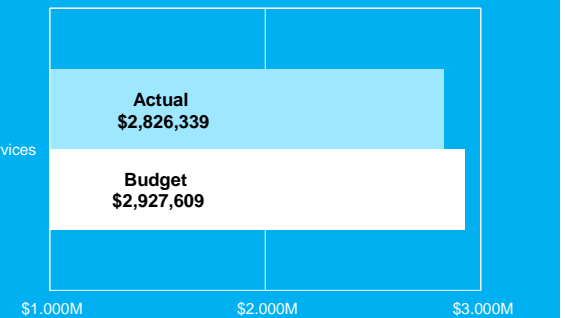 Actual
$2,826,339
vices
Budget
$2,927,609
$1.000M $2.000M $3.000M